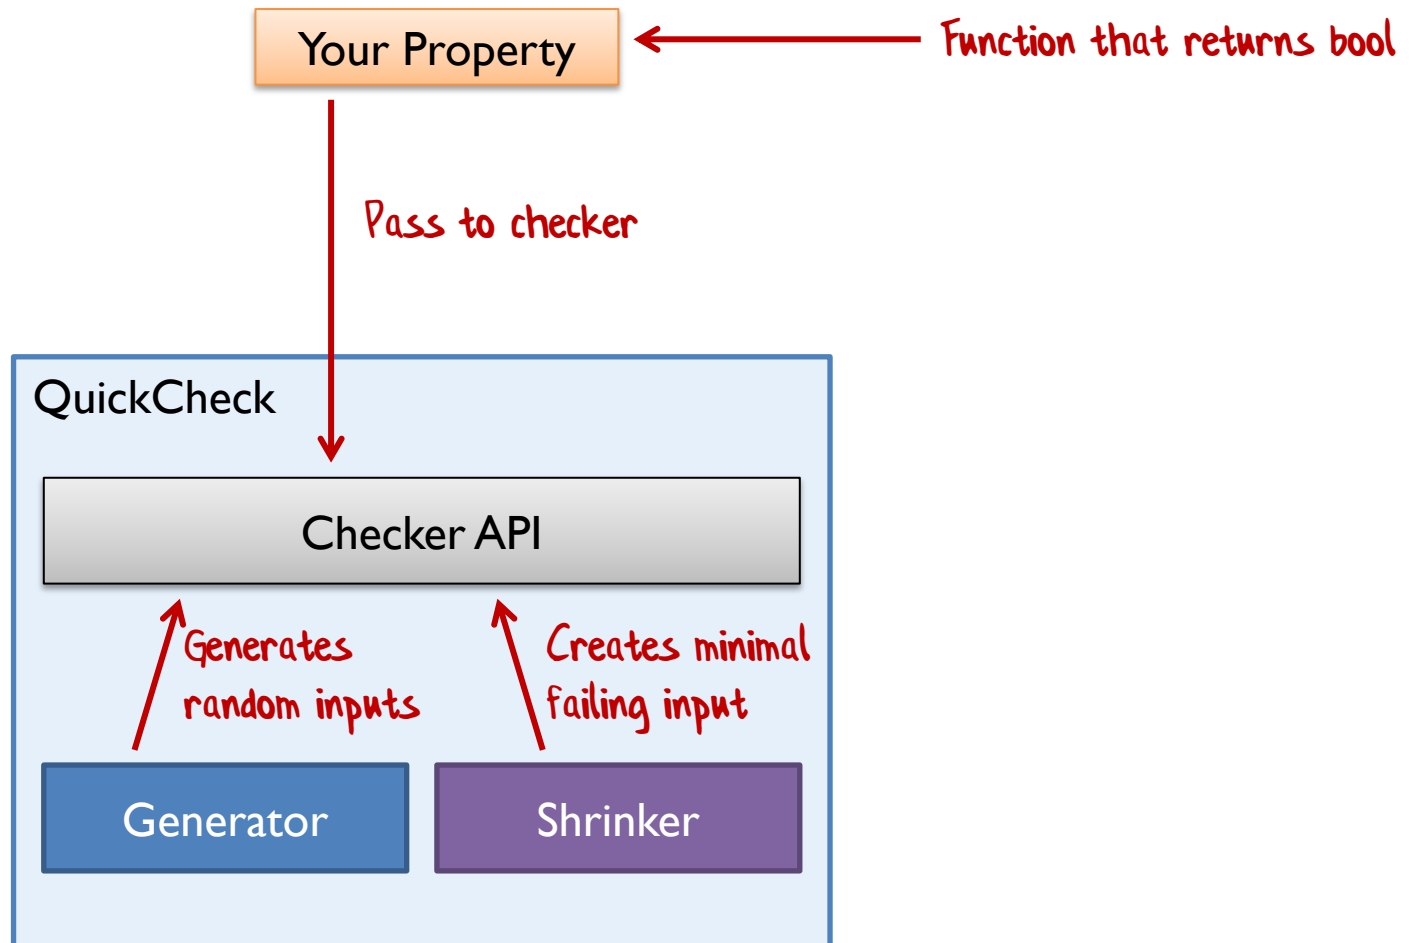 Your Property
Function that returns bool
Pass to checker
QuickCheck
Checker API
Generates
random inputs
Creates minimal
failing input
Generator
Shrinker